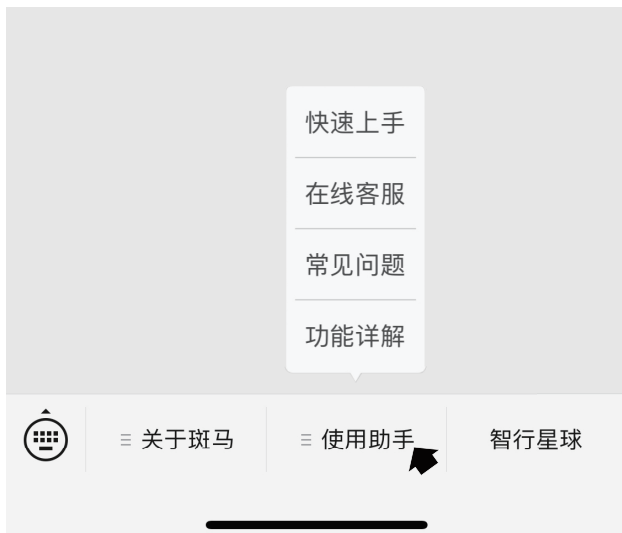 快速上手
在线客服
常见问题
功能详解
关于斑马
使用助手
智行星球